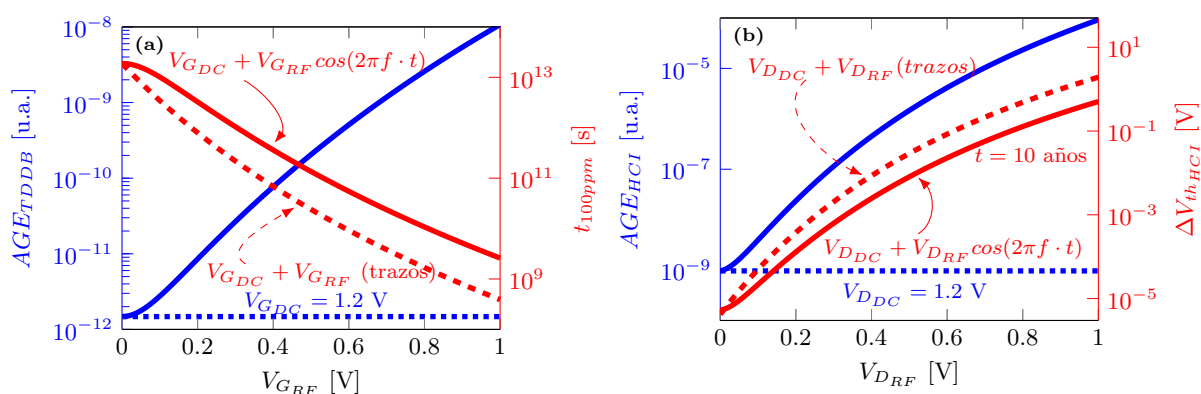 (a)
V_{G_{DC}} + V_{G_{RF}} cos(2πf · t)
V_{G_{DC}} + V_{G_{RF}} (trazos)
V_{G_{DC}} = 1.2 V
AGE_{TDDB} [u.a.]
10^{-8}
10^{-9}
10^{-10}
10^{-11}
10^{-12}
t_{100ppm} [s]
10^{13}
10^{11}
10^{9}
0 0.2 0.4 0.6 0.8 1
V_{G_{RF}} [V]
(b)
V_{D_{DC}} + V_{D_{RF}} (trazos)
t = 10 años
V_{D_{DC}} + V_{D_{RF}} cos(2πf · t)
V_{D_{DC}} = 1.2 V
AGE_{HCI} [u.a.]
10^{-5}
10^{-7}
10^{-9}
ΔV_{th_{HCI}} [V]
10^{1}
10^{-1}
10^{-3}
10^{-5}
0 0.2 0.4 0.6 0.8 1
V_{D_{RF}} [V]